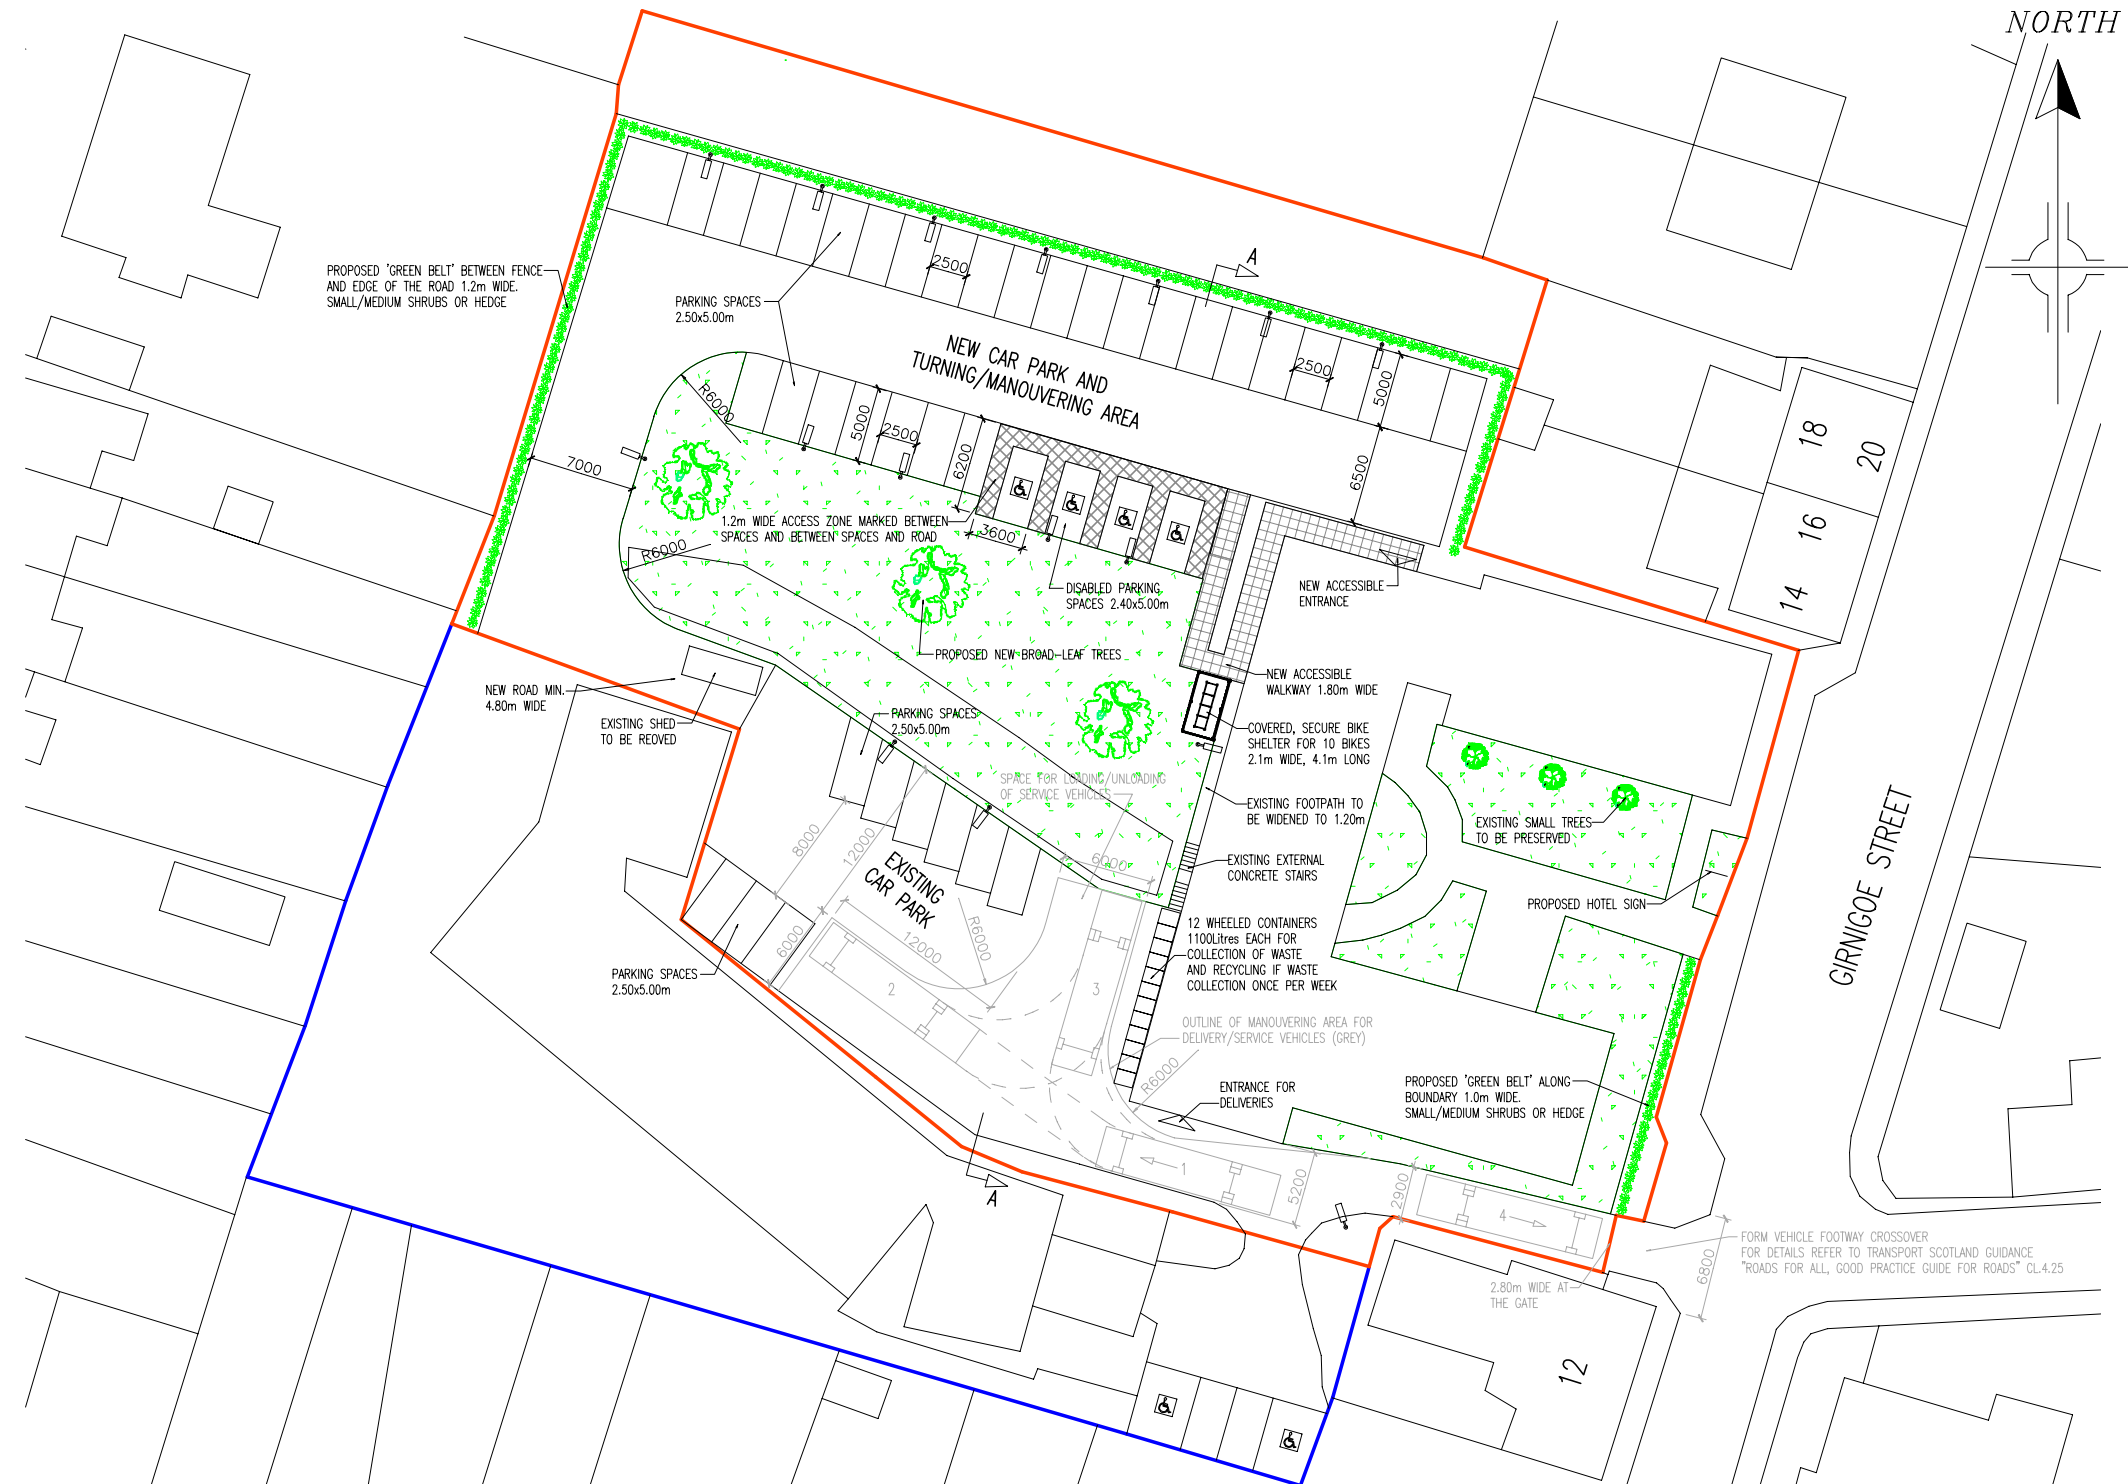 NORTH
A
PROPOSED 'GREEN BELT' BETWEEN FENCE
AND EDGE OF THE ROAD 1.2m WIDE.
SMALL/MEDIUM SHRUBS OR HEDGE
PARKING SPACES
2.50x5.00m
2500
NEW CAR PARK AND
TURNING/MANOUVERING AREA
2500
5000
R6000
5000
2500
6200
6500
7000
18
20
16
14
1.2m WIDE ACCESS ZONE MARKED BETWEEN
SPACES AND BETWEEN SPACES AND ROAD
3600
R6000
DISABLED PARKING
SPACES 2.40x5.00m
NEW ACCESSIBLE
ENTRANCE
PROPOSED NEW BROAD-LEAF TREES
NEW ACCESSIBLE
WALKWAY 1.80m WIDE
NEW ROAD MIN.
4.80m WIDE
EXISTING SHED
TO BE REOVED
PARKING SPACES
2.50x5.00m
COVERED, SECURE BIKE
SHELTER FOR 10 BIKES
2.1m WIDE, 4.1m LONG
SPACE FOR LOADING/UNLOADING
OF SERVICE VEHICLES
EXISTING FOOTPATH TO
BE WIDENED TO 1.20m
EXISTING SMALL TREES
TO BE PRESERVED
8000
12000
6000
EXISTING
CAR PARK
EXISTING EXTERNAL
CONCRETE STAIRS
PROPOSED HOTEL SIGN
GIRNIGOE STREET
12 WHEELED CONTAINERS
1100Litres EACH FOR
COLLECTION OF WASTE
AND RECYCLING IF WASTE
COLLECTION ONCE PER WEEK
6000
12000
R6000
PARKING SPACES
2.50x5.00m
2
3
OUTLINE OF MANOUVERING AREA FOR
DELIVERY/SERVICE VEHICLES (GREY)
R6000
ENTRANCE FOR
DELIVERIES
PROPOSED 'GREEN BELT' ALONG
BOUNDARY 1.0m WIDE.
SMALL/MEDIUM SHRUBS OR HEDGE
1
5200
2900
4
A
FORM VEHICLE FOOTWAY CROSSOVER
FOR DETAILS REFER TO TRANSPORT SCOTLAND GUIDANCE
"ROADS FOR ALL, GOOD PRACTICE GUIDE FOR ROADS" CL.4.25
6800
2.80m WIDE AT
THE GATE
12